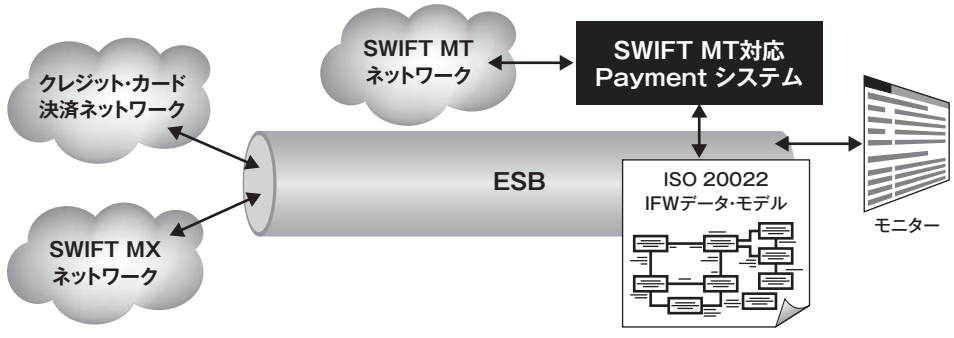 SWIFT MT
ネットワーク
SWIFT MT対応
Payment システム
クレジット・カード
決済ネットワーク
ESB
ISO 20022
IFWデータ・モデル
モニター
SWIFT MX
ネットワーク